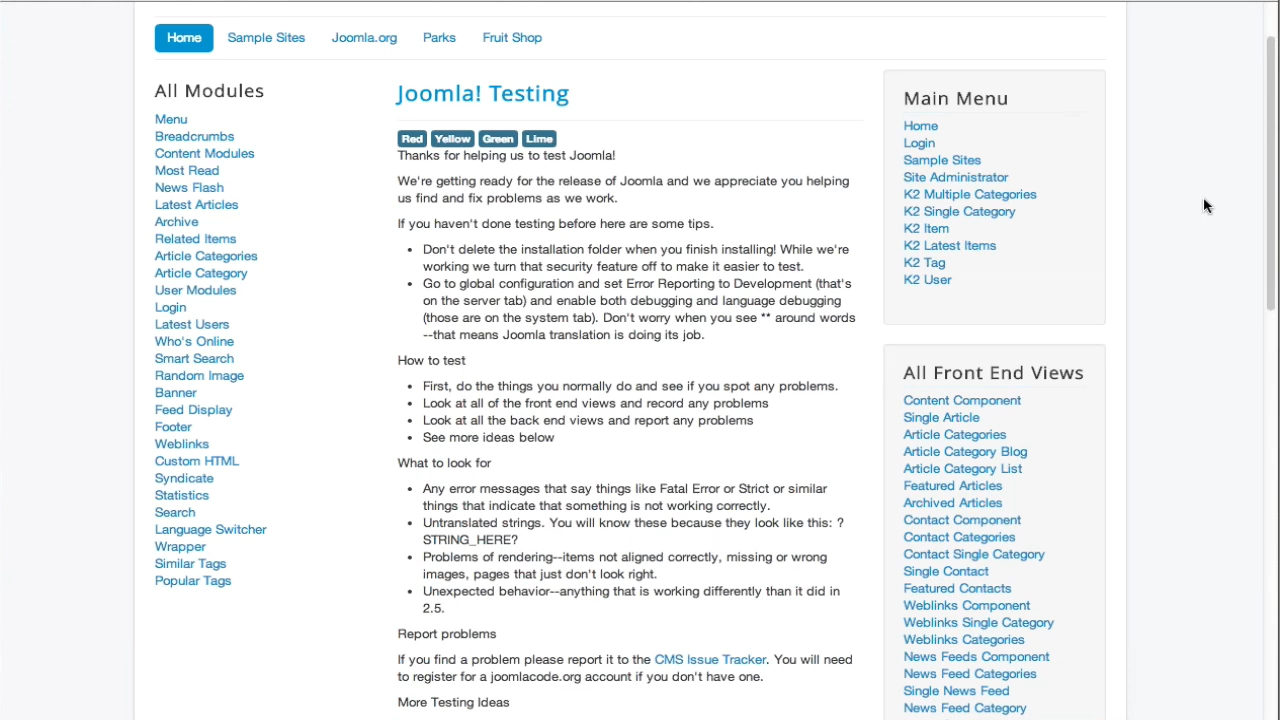 Home Sample Sites Joomla.org Parks Fruit Shop
All Modules
Menu
Breadcrumbs
Content Modules
Most Read
News Flash
Latest Articles
Archive
Related Items
Article Categories
Article Category
User Modules
Login
Latest Users
Who's Online
Smart Search
Random Image
Banner
Feed Display
Footer
Weblinks
Custom HTML
Syndicate
Statistics
Search
Language Switcher
Wrapper
Similar Tags
Popular Tags
Joomla! Testing
Red Yellow Green Lime
Thanks for helping us to test Joomla!
We're getting ready for the release of Joomla and we appreciate you helping
us find and fix problems as we work.
If you haven't done testing before here are some tips.
• Don't delete the installation folder when you finish installing! While we're
working we turn that security feature off to make it easier to test.
• Go to global configuration and set Error Reporting to Development (that's
on the server tab) and enable both debugging and language debugging
(those are on the system tab). Don't worry when you see ** around words
--that means Joomla translation is doing its job.
How to test
• First, do the things you normally do and see if you spot any problems.
• Look at all of the front end views and record any problems
• Look at all the back end views and report any problems
• See more ideas below
What to look for
• Any error messages that say things like Fatal Error or Strict or similar
things that indicate that something is not working correctly.
• Untranslated strings. You will know these because they look like this: ?
STRING_HERE?
• Problems of rendering--items not aligned correctly, missing or wrong
images, pages that just don't look right.
• Unexpected behavior--anything that is working differently than it did in
2.5.
Report problems
If you find a problem please report it to the CMS Issue Tracker. You will need
to register for a joomlacode.org account if you don't have one.
More Testing Ideas
Main Menu
Home
Login
Sample Sites
Site Administrator
K2 Multiple Categories
K2 Single Category
K2 Item
K2 Latest Items
K2 Tag
K2 User
All Front End Views
Content Component
Single Article
Article Categories
Article Category Blog
Article Category List
Featured Articles
Archived Articles
Contact Component
Contact Categories
Contact Single Category
Single Contact
Featured Contacts
Weblinks Component
Weblinks Single Category
Weblinks Categories
News Feeds Component
News Feed Categories
Single News Feed
News Feed Category